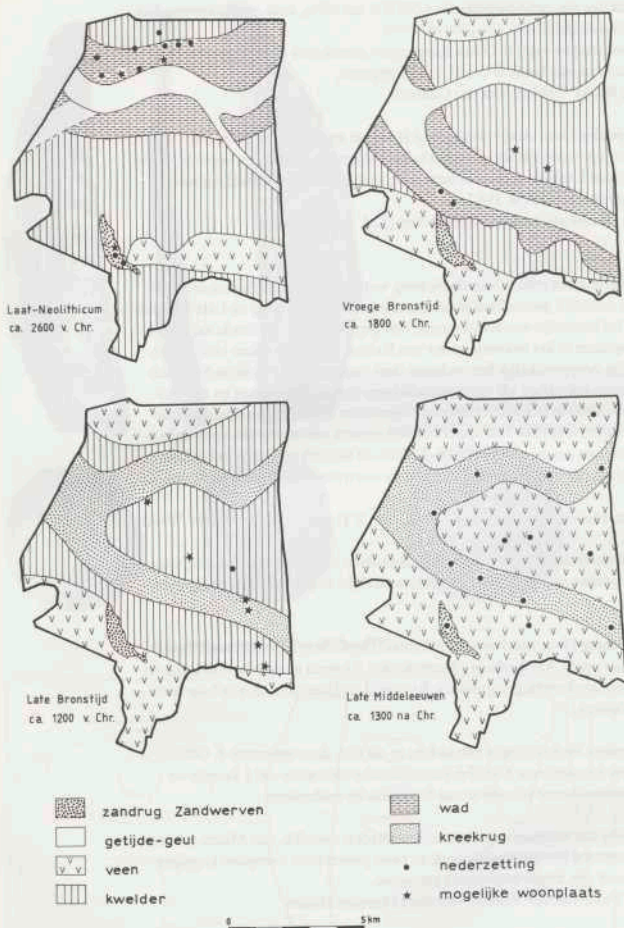 Laat-Neolithicum
ca. 2600 v. Chr.
Vroege Bronstijd
ca. 1800 v. Chr.
Late Bronstijd
ca. 1200 v. Chr.
Late Middeleeuwen
ca. 1300 na Chr.
zandrug Zandwerven
getijde-geul
veen
kwelder
wad
kreekrug
nederzetting
mogelijke woonplaats
0 5km